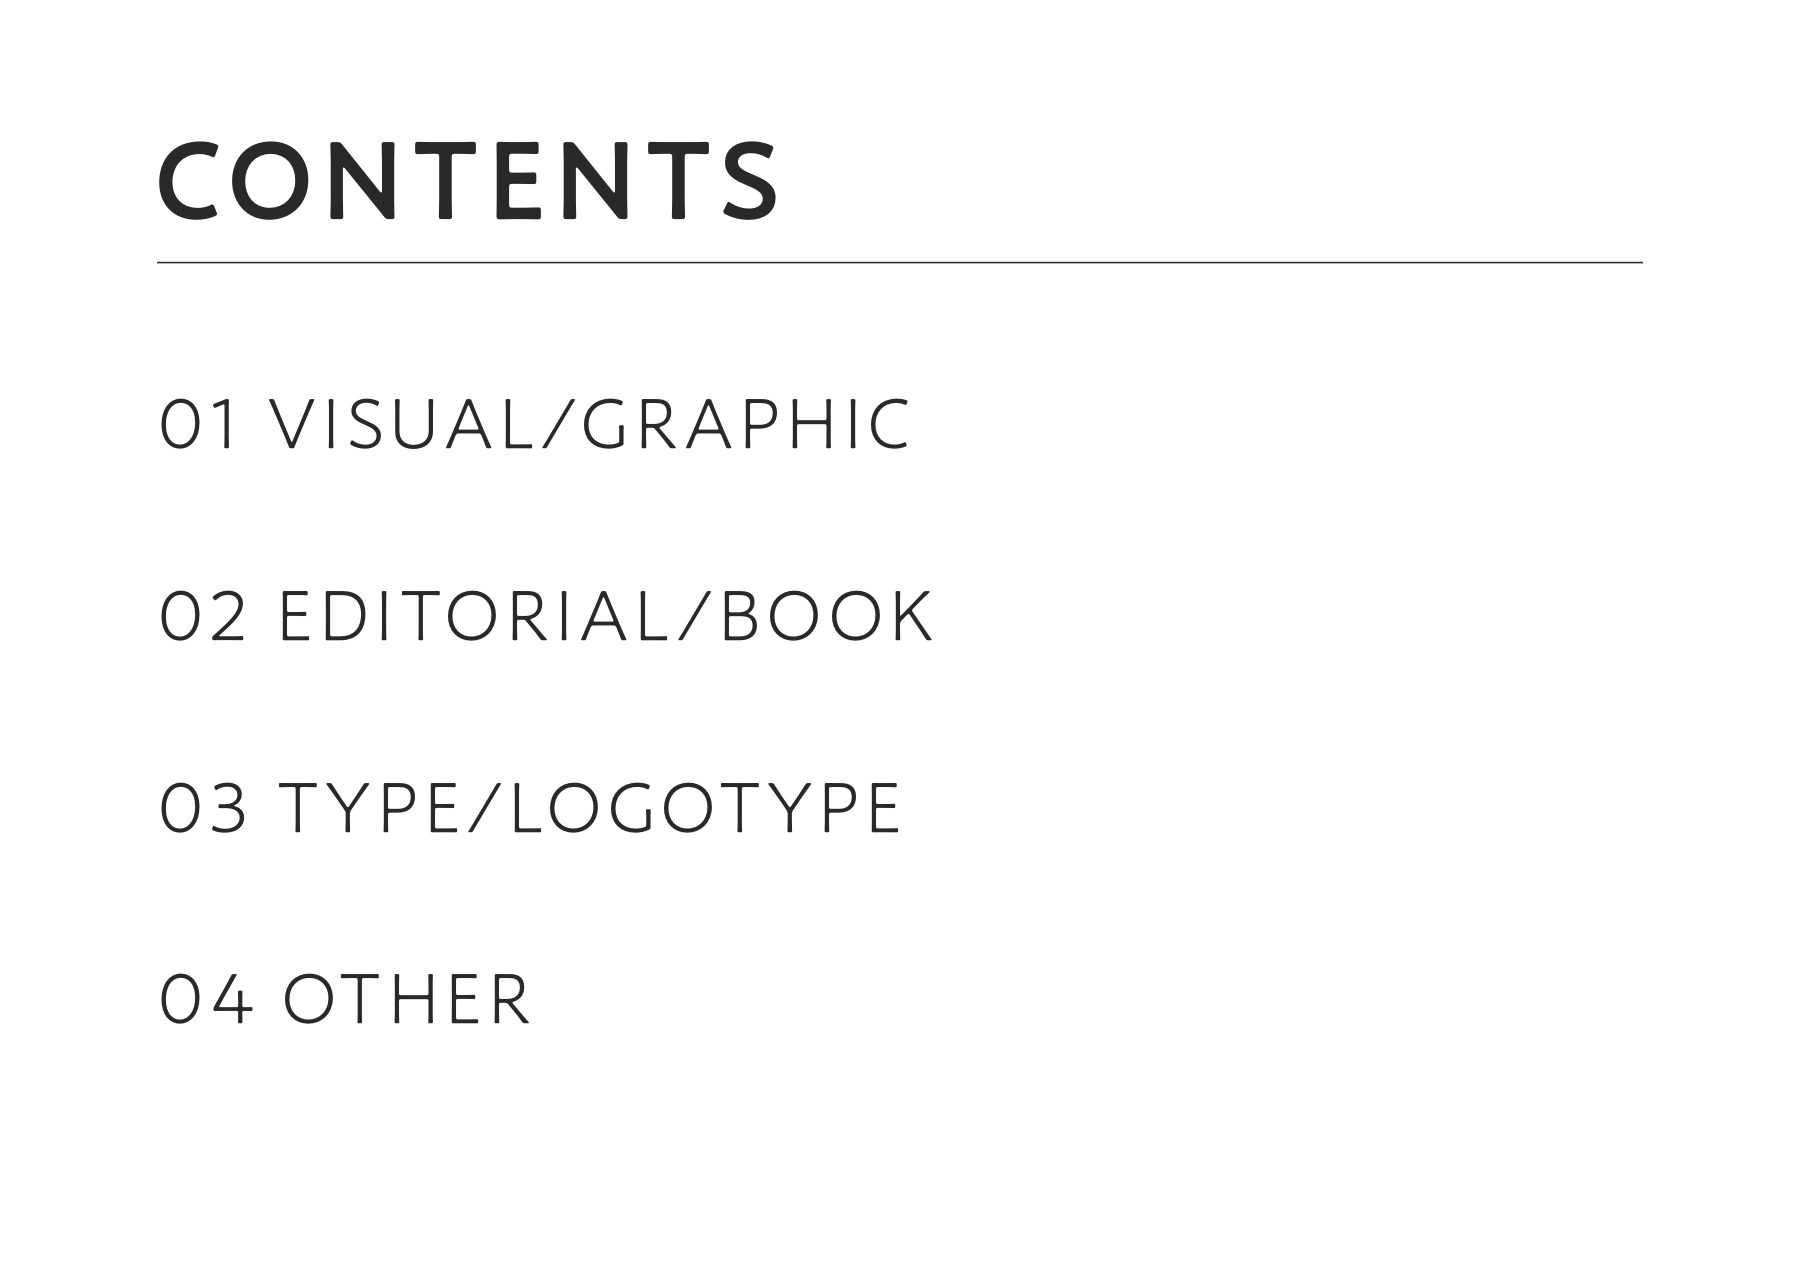 CONTENTS
01 VISUAL/GRAPHIC
02 EDITORIAL/BOOK
03 TYPE/LOGOTYPE
04 OTHER